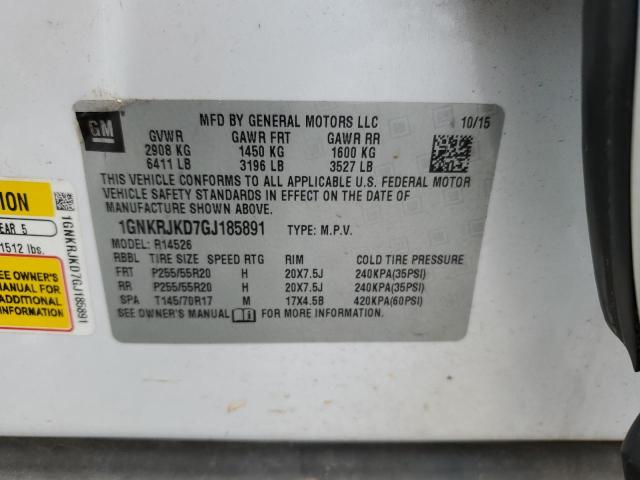 GM
MFD BY GENERAL MOTORS LLC 10/15
GVWR GAWR FRT GAWR RR
2908 KG 1450 KG 1600 KG
6411 LB 3196 LB 3527 LB
THIS VEHICLE CONFORMS TO ALL APPLICABLE U.S. FEDERAL MOTOR
VEHICLE SAFETY STANDARDS IN EFFECT ON THE DATE OF
MANUFACTURE SHOWN ABOVE.
1GNKRJKD7GJ185891 TYPE: M.P.V.
MODEL: R14526
RBBL TIRE SIZE SPEED RTG RIM COLD TIRE PRESSURE
FRT P255/55R20 H 20X7.5J 240KPA(35PSI)
RR P255/55R20 H 20X7.5J 240KPA(35PSI)
SPA T145/70R17 M 17X4.5B 420KPA(60PSI)
SEE OWNER'S MANUAL FOR MORE INFORMATION.
TION
EAR 5
1512 lbs.
SEE OWNER'S
MANUAL FOR
ADDITIONAL
INFORMATION
1GNKRJKD7GJ185891